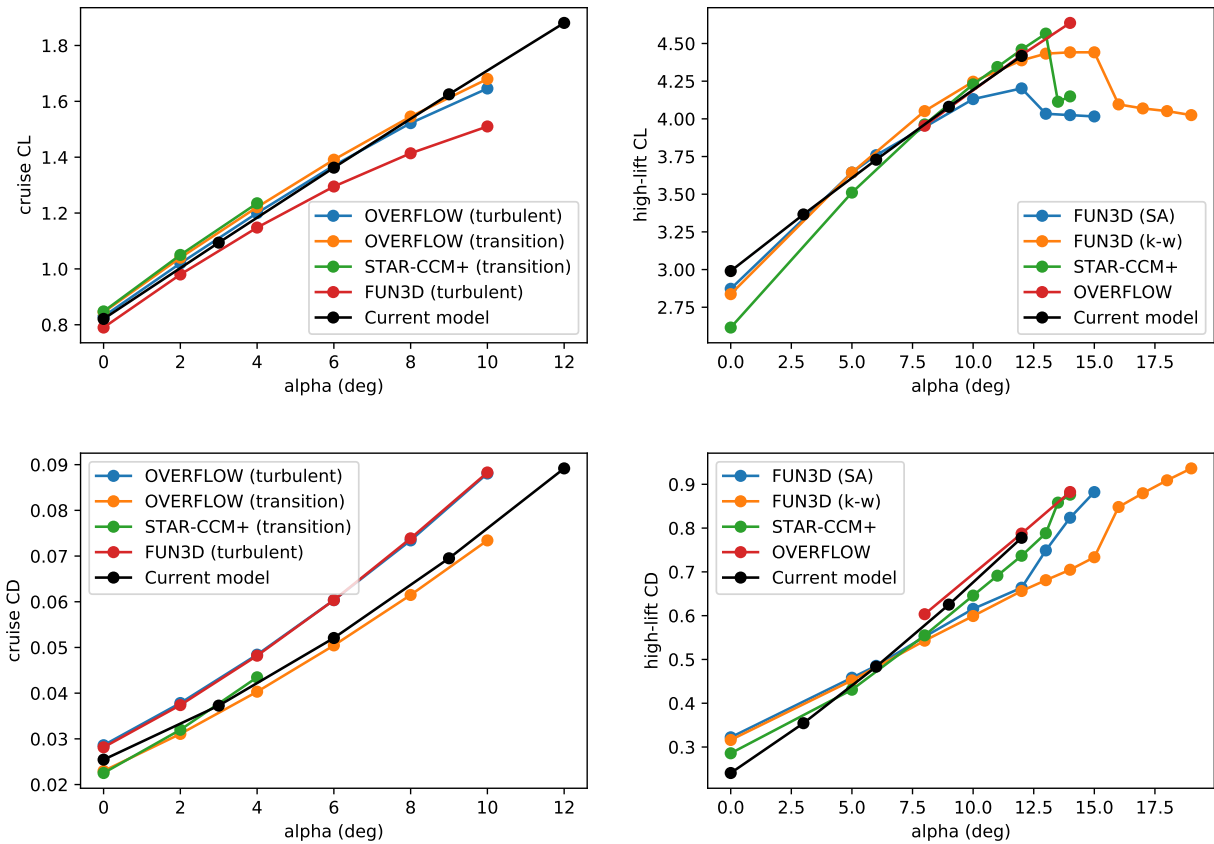 cruise CL
1.8
1.6
1.4
1.2
1.0
0.8
OVERFLOW (turbulent)
OVERFLOW (transition)
STAR-CCM+ (transition)
FUN3D (turbulent)
Current model
0 2 4 6 8 10 12
alpha (deg)
high-lift CL
4.50
4.25
4.00
3.75
3.50
3.25
3.00
2.75
FUN3D (SA)
FUN3D (k-w)
STAR-CCM+
OVERFLOW
Current model
0.0 2.5 5.0 7.5 10.0 12.5 15.0 17.5
alpha (deg)
cruise CD
0.09
0.08
0.07
0.06
0.05
0.04
0.03
0.02
OVERFLOW (turbulent)
OVERFLOW (transition)
STAR-CCM+ (transition)
FUN3D (turbulent)
Current model
0 2 4 6 8 10 12
alpha (deg)
high-lift CD
0.9
0.8
0.7
0.6
0.5
0.4
0.3
FUN3D (SA)
FUN3D (k-w)
STAR-CCM+
OVERFLOW
Current model
0.0 2.5 5.0 7.5 10.0 12.5 15.0 17.5
alpha (deg)